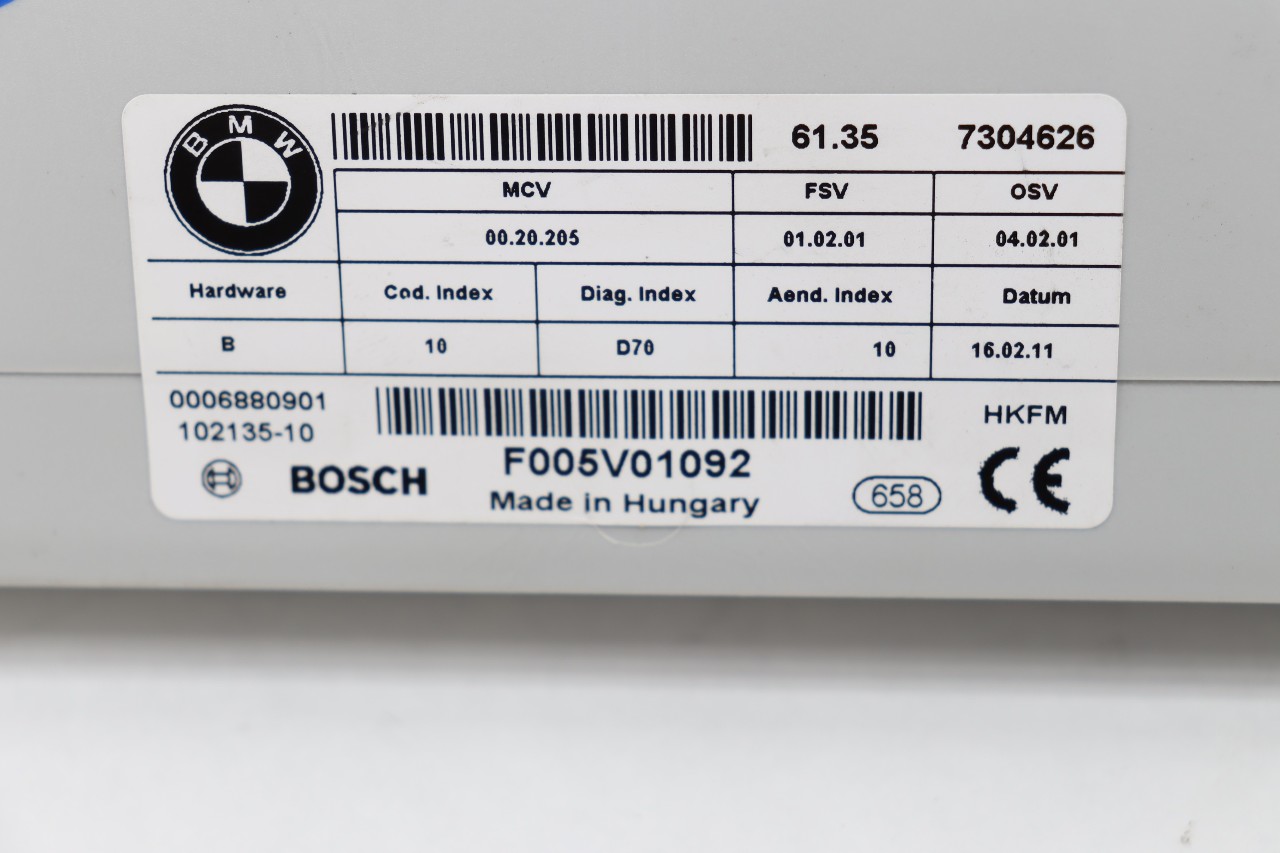 BMW
61.35 7304626
MCV FSV OSV
00.20.205 01.02.01 04.02.01
Hardware Cod. Index Diag. Index Aend. Index Datum
B 10 D70 10 16.02.11
0006880901 HKFM
102135-10
BOSCH F005V01092 658 CE
Made in Hungary